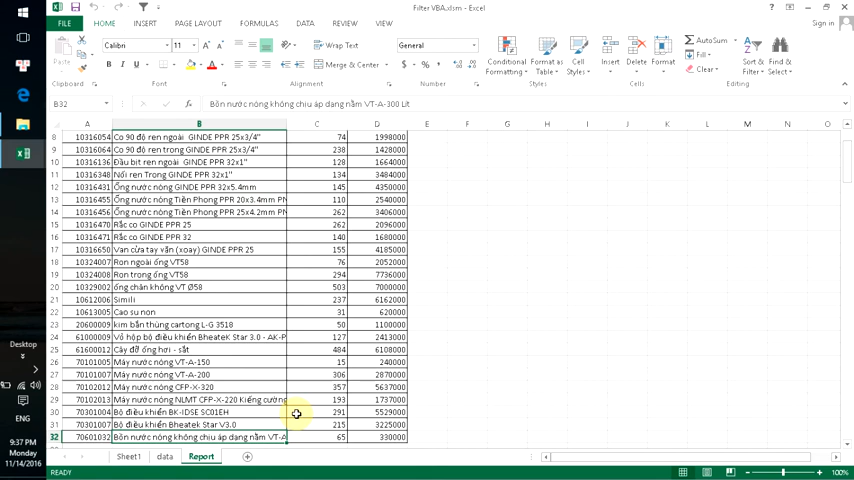 Filter VBA.xlsm - Excel
Sign in
FILE HOME INSERT PAGE LAYOUT FORMULAS DATA REVIEW VIEW
Calibri 11 Wrap Text General AutoSum
Fill
Paste B I U Merge & Center $ % Conditional Formatting Format as Table Cell Styles Insert Delete Format Clear Sort & Filter Find & Select
Clipboard Font Alignment Number Styles Cells Editing
B32 fx Bồn nước nóng không chiu áp dạng nằm VT-A-300 Lit
A B C D E F G H I J K L M N O
8 10316054 Co 90 độ ren ngoài GINDE PPR 25x3/4" 74 1998000
9 10316064 Co 90 độ ren trong GINDE PPR 25x3/4" 238 1428000
10 10316136 Đầu bit ren ngoài GINDE PPR 32x1" 128 1664000
11 10316348 Nối ren Trong GINDE PPR 32x1" 134 3484000
12 10316431 Ống nước nóng GINDE PPR 32x5.4mm 145 4350000
13 10316455 Ống nước nóng Tiền Phong PPR 20x3.4mm PN 110 2540000
14 10316456 Ống nước nóng Tiền Phong PPR 25x4.2mm PN 262 3406000
15 10316470 Rắc co GINDE PPR 25 262 2096000
16 10316471 Rắc co GINDE PPR 32 140 1680000
17 10316650 Van cửa tay vặn (xoay) GINDE PPR 25 155 4185000
18 10324007 Ron ngoài ống VT58 76 2052000
19 10324008 Ron trong ống VT58 294 7736000
20 10329002 ống chân không VT Ø58 503 7000000
21 10612006 Simili 237 6162000
22 10613005 Cao su non 31 620000
23 20600009 kim bắn thùng cartong L-G 3518 50 1100000
24 61000009 Vỏ hộp bộ điều khiển BheateK Star 3.0 - AK-P 127 2413000
25 61600012 Cây đỡ ống hơi - sắt 484 6108000
26 70101005 Máy nước nóng VT-A-150 15 240000
27 70101007 Máy nước nóng VT-A-200 306 2870000
28 70102012 Máy nước nóng CFP-X-320 357 5637000
29 70102013 Máy nước nóng NLMT CFP-X-220 Kiếng cường 193 1737000
30 70301004 Bộ điều khiển BK-IDSE SC01EH 291 5529000
31 70301007 Bộ điều khiển Bheatek Star V3.0 215 3225000
32 70601032 Bồn nước nóng không chiu áp dạng nằm VT-A 65 330000
Sheet1 data Report
READY 100%
Desktop
ENG
9:37 PM
Monday
11/14/2016